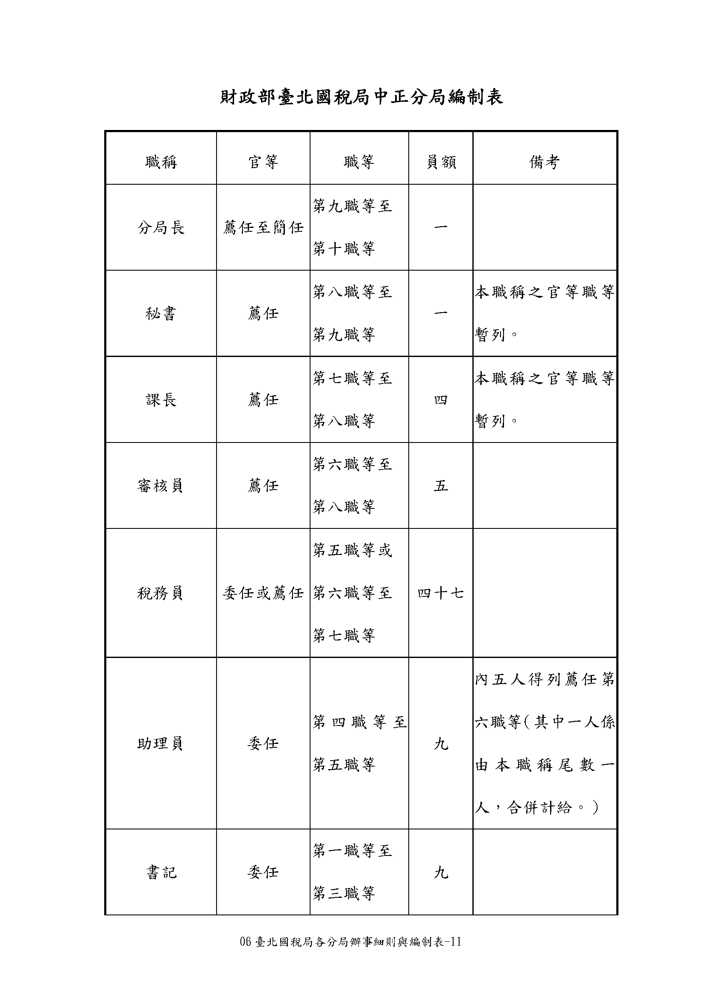 財政部臺北國稅局中正分局編制表
職稱 官等 職等 員額 備考
分局長 薦任至簡任 第九職等至 一
第十職等
秘書 薦任 第八職等至 一 本職稱之官等職等
第九職等 暫列。
課長 薦任 第七職等至 四 本職稱之官等職等
第八職等 暫列。
審核員 薦任 第六職等至 五
第八職等
稅務員 委任或薦任 第五職等或 四十七
第六職等至
第七職等
助理員 委任 第四職等至 九 內五人得列薦任第
第五職等 六職等(其中一人係
由本職稱尾數一
人,合併計給。)
書記 委任 第一職等至 九
第三職等
06 臺北國稅局各分局辦事細則與編制表-11